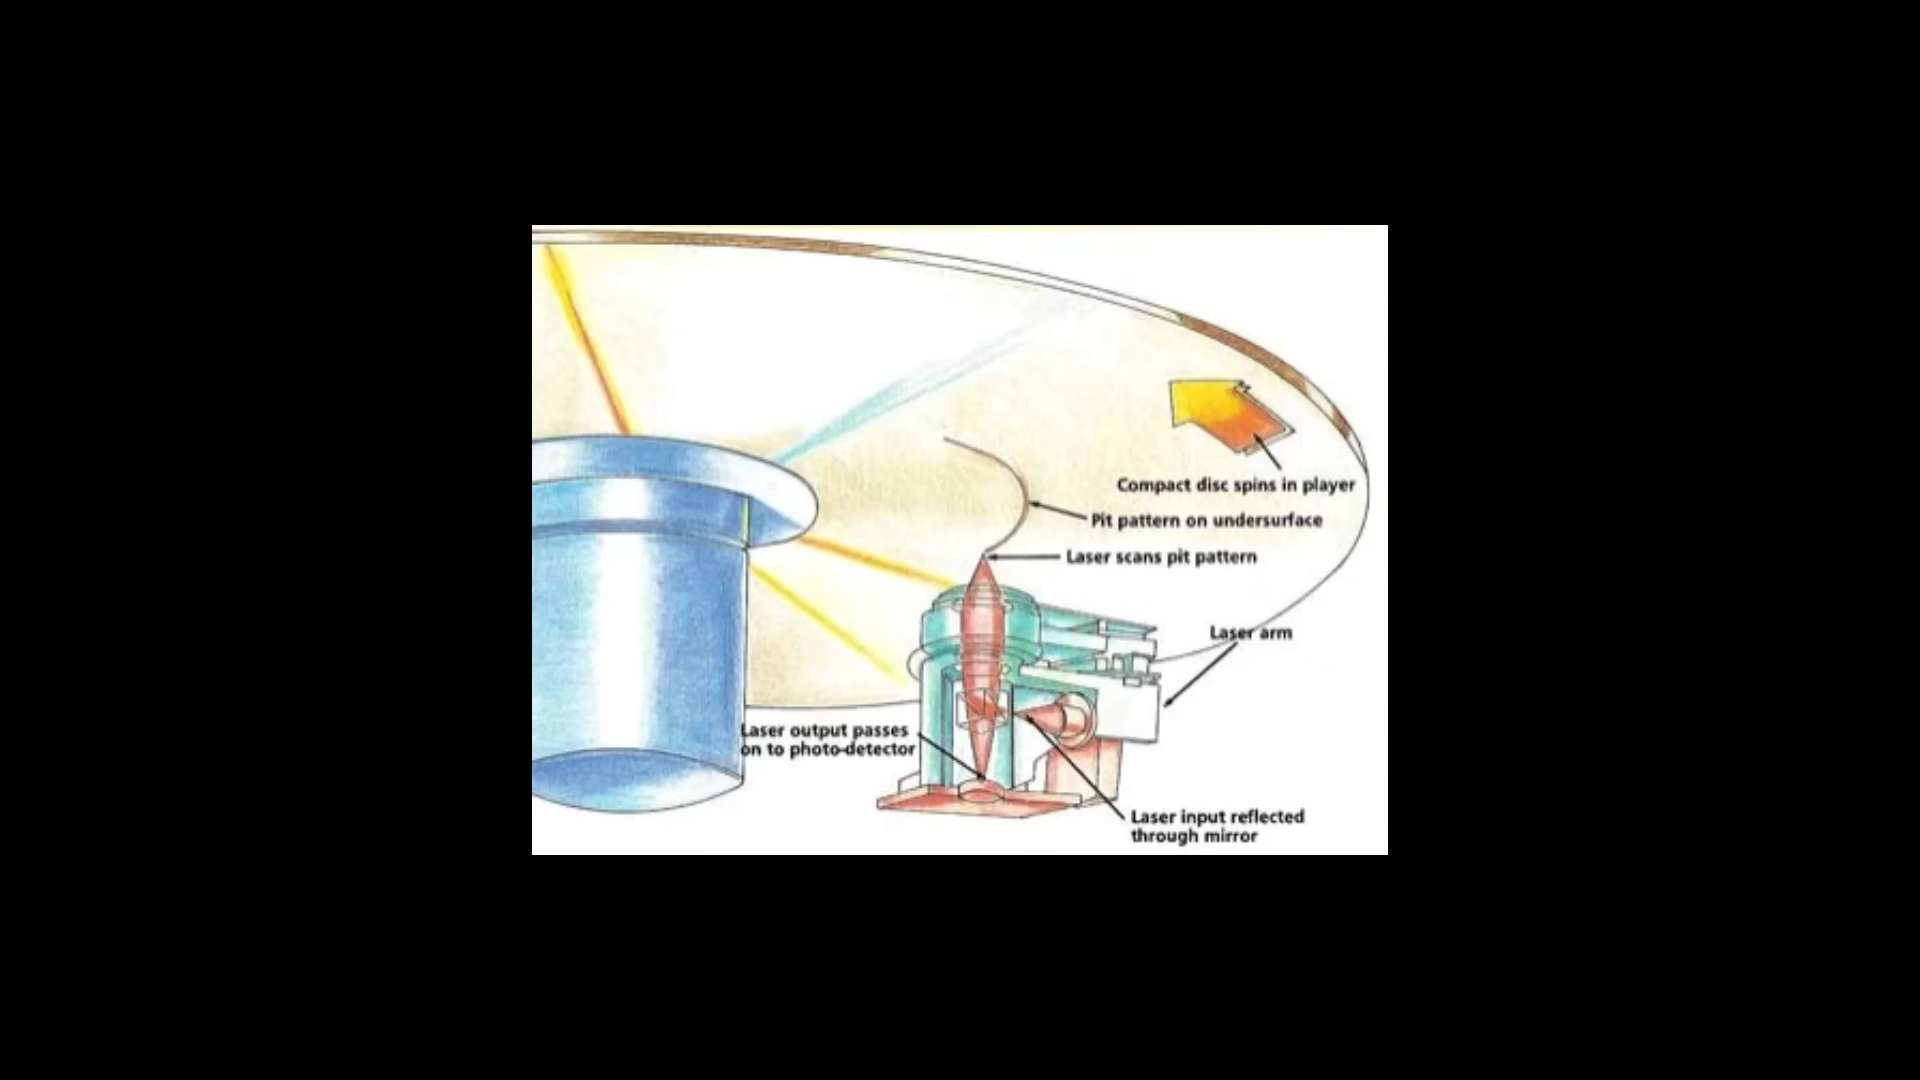 Compact disc spins in player
Pit pattern on undersurface
Laser scans pit pattern
Laser arm
Laser output passes
on to photo-detector
Laser input reflected
through mirror